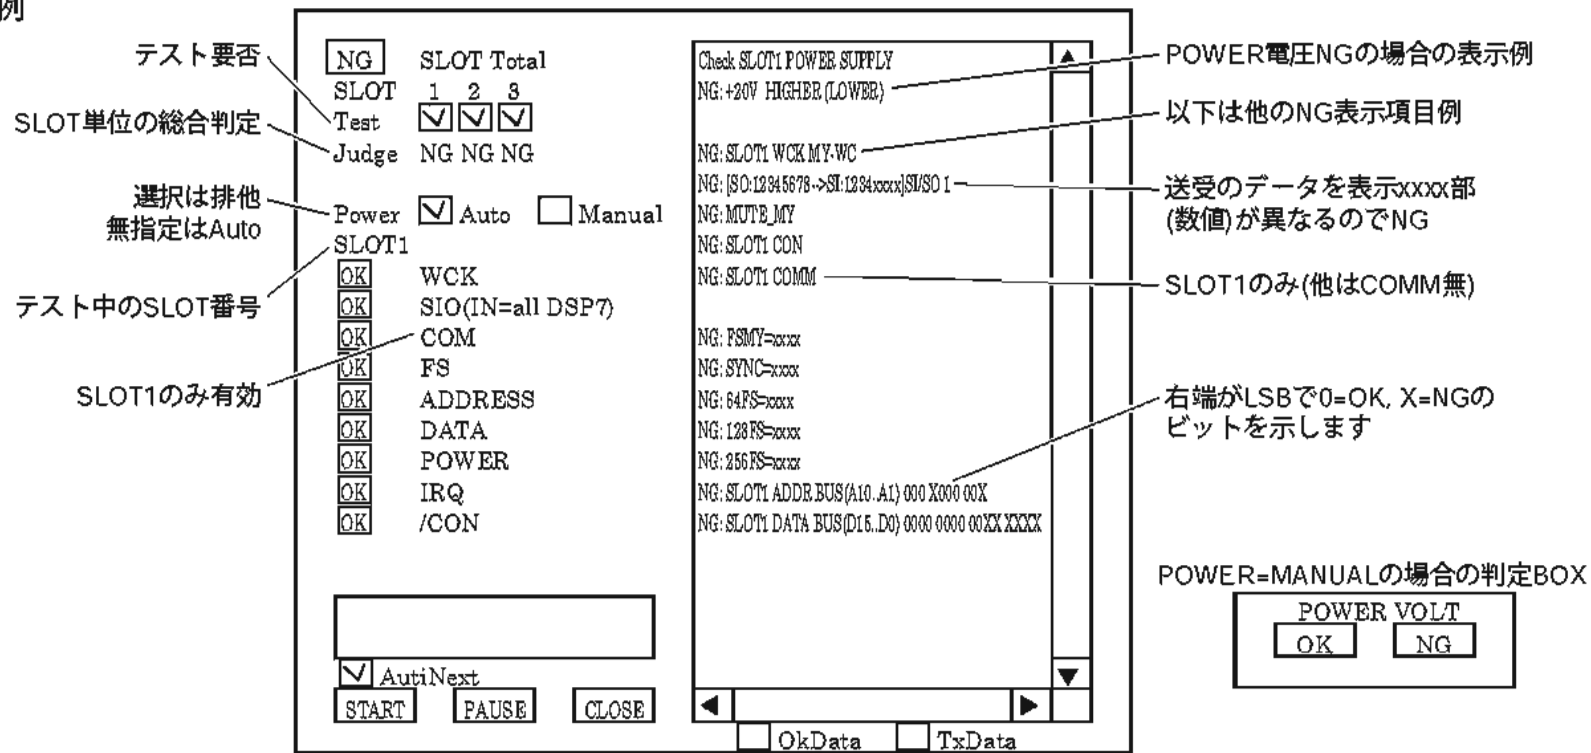 例
テスト要否
SLOT単位の総合判定
選択は排他
無指定はAuto
テスト中のSLOT番号
SLOT1のみ有効
NG SLOT Total
SLOT 1 2 3
Test
Judge NG NG NG
Power Auto Manual
SLOT1
OK WCK
OK SIO(IN=all DSP7)
OK COM
OK FS
OK ADDRESS
OK DATA
OK POWER
OK IRQ
OK /CON
AutiNext
START PAUSE CLOSE
Check SLOT1 POWER SUPPLY
NG: +20V HIGHER (LOWER)
NG: SLOT1 WCK MY-WC
NG: [SO:12345678-->SI:1234xxxx]SI/SO 1
NG: MUTE_MY
NG: SLOT1 CON
NG: SLOT1 COMM
NG: FSMY=xxxx
NG: SYNC=xxxx
NG: 64FS=xxxx
NG: 128FS=xxxx
NG: 256FS=xxxx
NG: SLOT1 ADDR BUS(A10..A1) 000 X000 00X
NG: SLOT1 DATA BUS(D15..D0) 0000 0000 00XX XXXX
OkData TxData
POWER電圧NGの場合の表示例
以下は他のNG表示項目例
送受のデータを表示xxxx部
(数値)が異なるのでNG
SLOT1のみ(他はCOMM無)
右端がLSBで0=OK, X=NGの
ビットを示します
POWER=MANUALの場合の判定BOX
POWER VOLT
OK NG